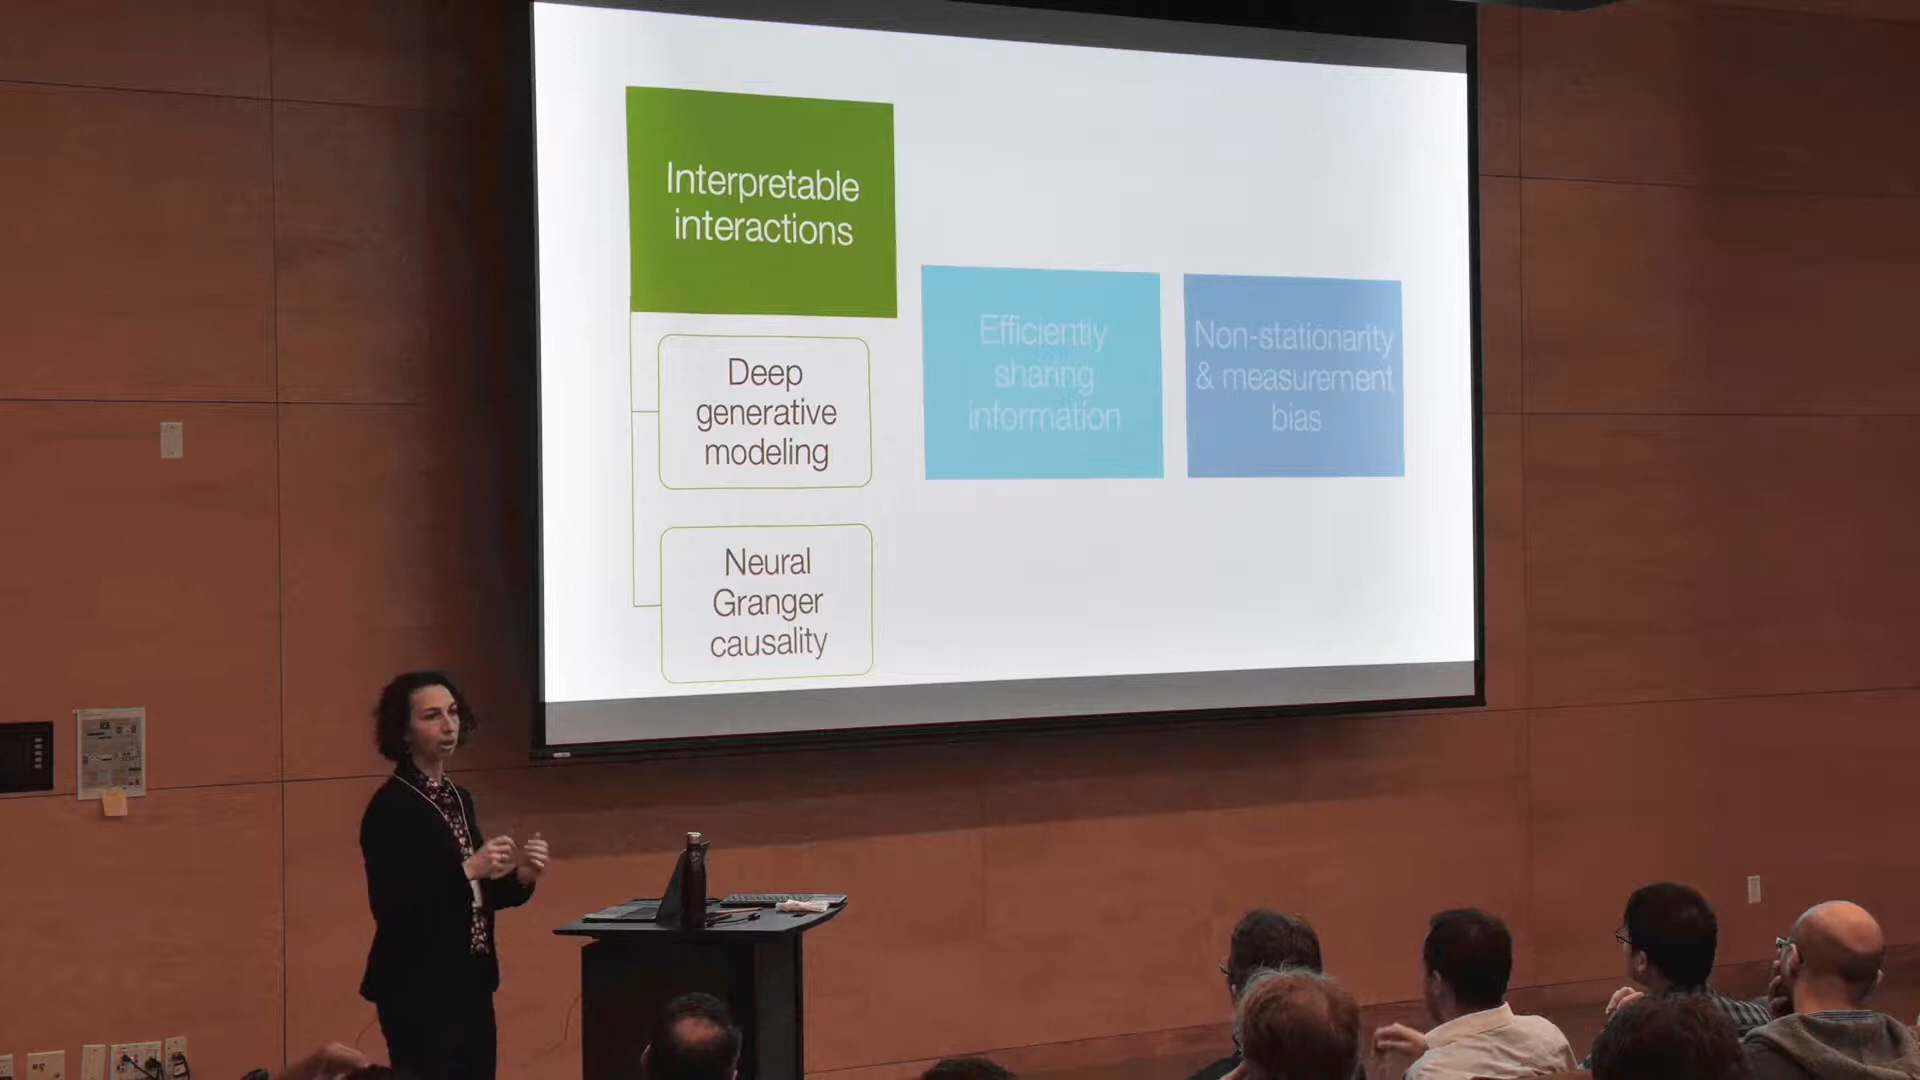 Interpretable
interactions
Deep
generative
modeling
Neural
Granger
causality
Efficiently
sharing
information
Non-stationarity
& measurement
bias